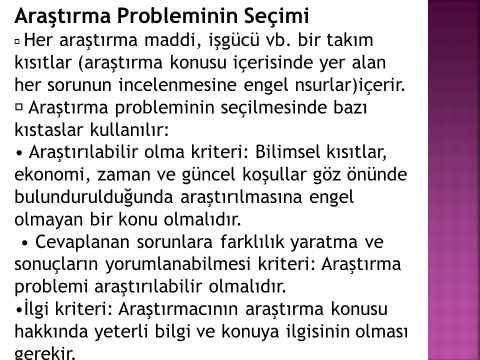 Araştırma Probleminin Seçimi
▯ Her araştırma maddi, işgücü vb. bir takım
kısıtlar (araştırma konusu içerisinde yer alan
her sorunun incelenmesine engel nsurlar)içerir.
▯ Araştırma probleminin seçilmesinde bazı
kıstaslar kullanılır:
• Araştırılabilir olma kriteri: Bilimsel kısıtlar,
ekonomi, zaman ve güncel koşullar göz önünde
bulundurulduğunda araştırılmasına engel
olmayan bir konu olmalıdır.
• Cevaplanan sorunlara farklılık yaratma ve
sonuçların yorumlanabilmesi kriteri: Araştırma
problemi araştırılabilir olmalıdır.
•İlgi kriteri: Araştırmacının araştırma konusu
hakkında yeterli bilgi ve konuya ilgisinin olması
gerekir.